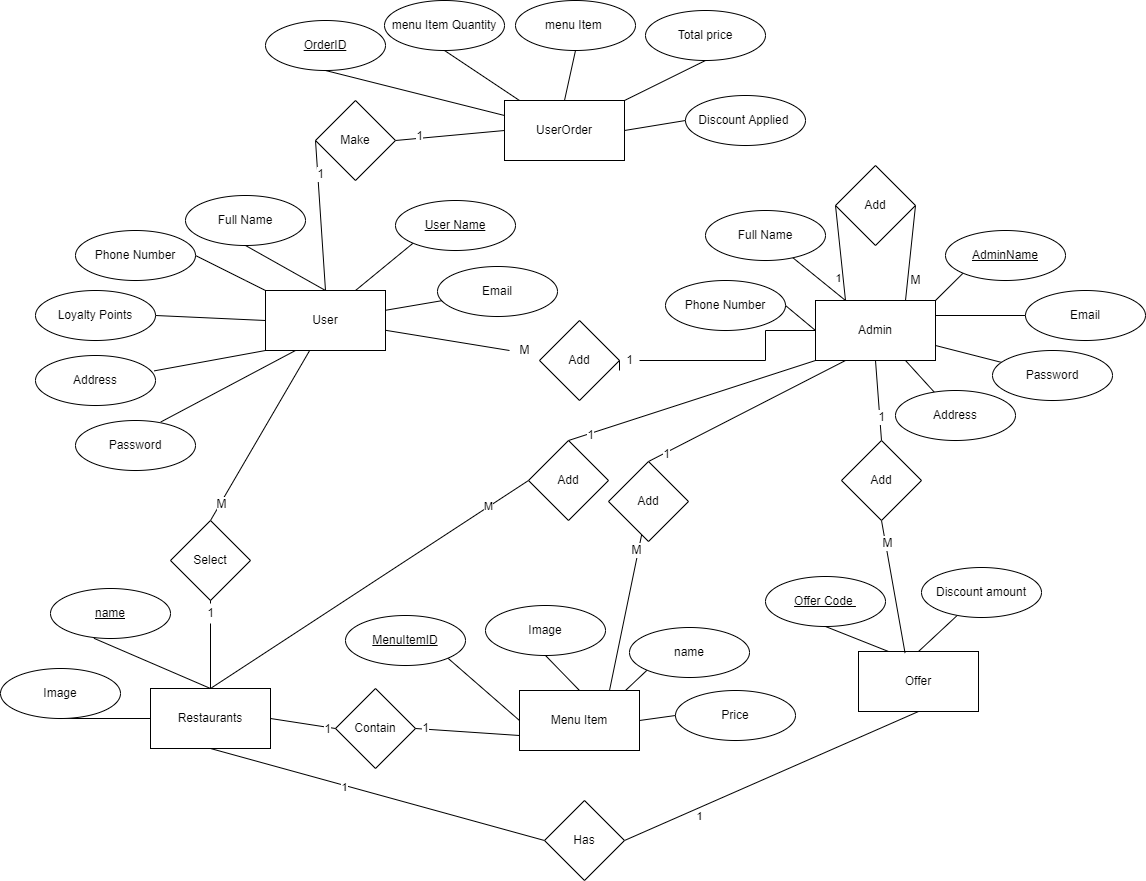 OrderID
menu Item Quantity
menu Item
Total price
Discount Applied
UserOrder
Make
1
1
Full Name
User Name
Phone Number
Loyalty Points
Address
Password
Email
User
M
Add
1
Add
1
M
Full Name
AdminName
Phone Number
Email
Password
Address
Admin
1
Add
M
1
Add
M
1
Add
M
M
Select
1
name
Image
Restaurants
1
Contain
1
MenuItemID
Image
name
Price
Menu Item
Offer Code
Discount amount
Offer
1
Has
1